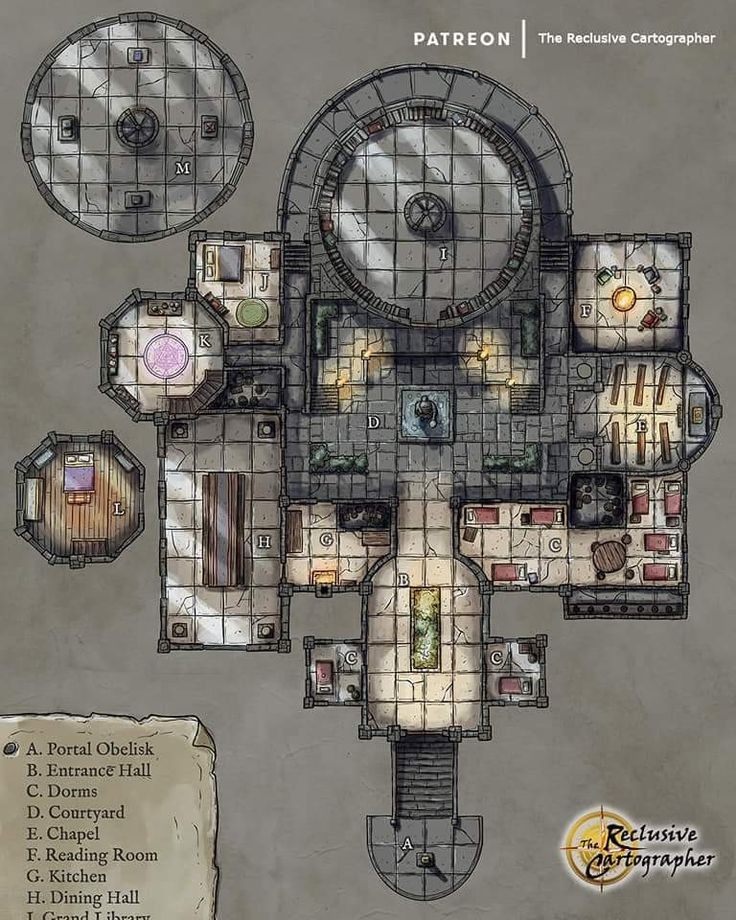 PATREON | The Reclusive Cartographer
M
I
J
F
K
D
E
L
H
G
C
B
C
C
A
A. Portal Obelisk
B. Entrance Hall
C. Dorms
D. Courtyard
E. Chapel
F. Reading Room
G. Kitchen
H. Dining Hall
I. Grand Library
The Reclusive
Cartographer